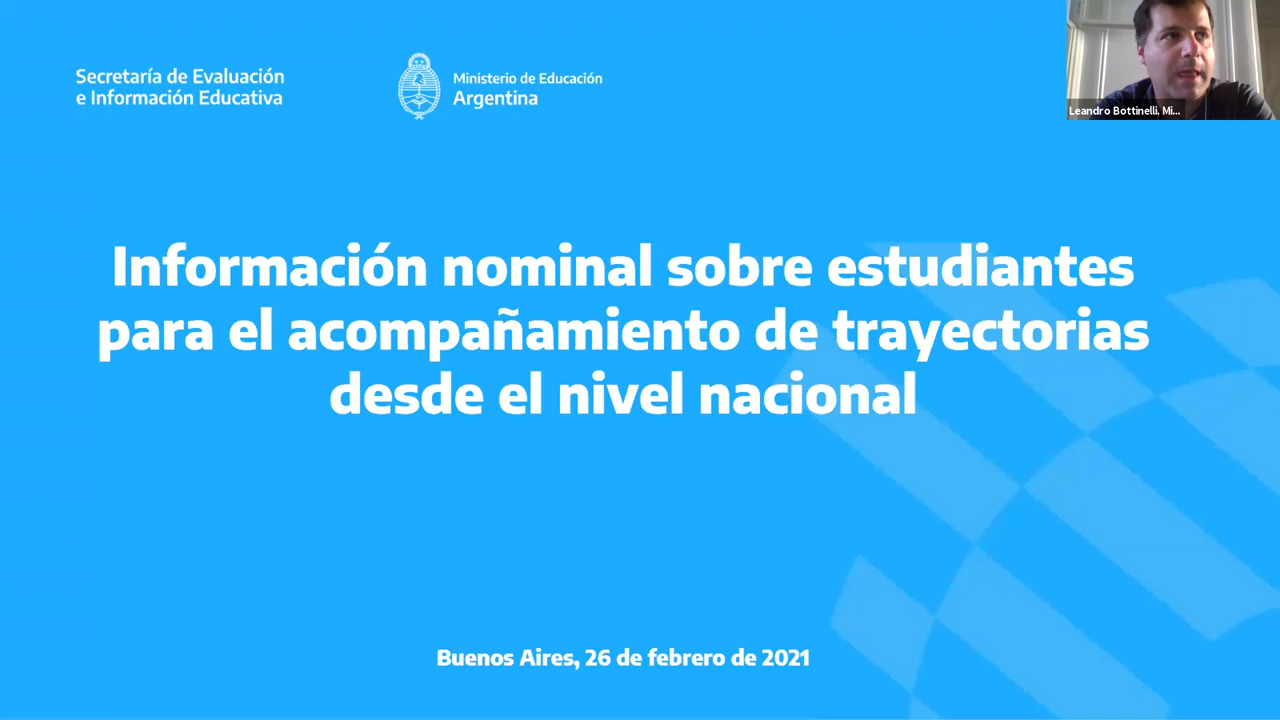 Secretaría de Evaluación
e Información Educativa
Ministerio de Educación
Argentina
Leandro Bottinelli. Mi...
Información nominal sobre estudiantes
para el acompañamiento de trayectorias
desde el nivel nacional
Buenos Aires, 26 de febrero de 2021